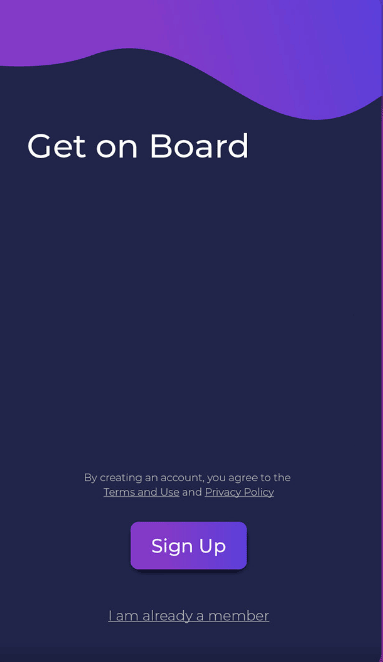 Get on Board
By creating an account, you agree to the
Terms and Use and Privacy Policy
Sign Up
I am already a member